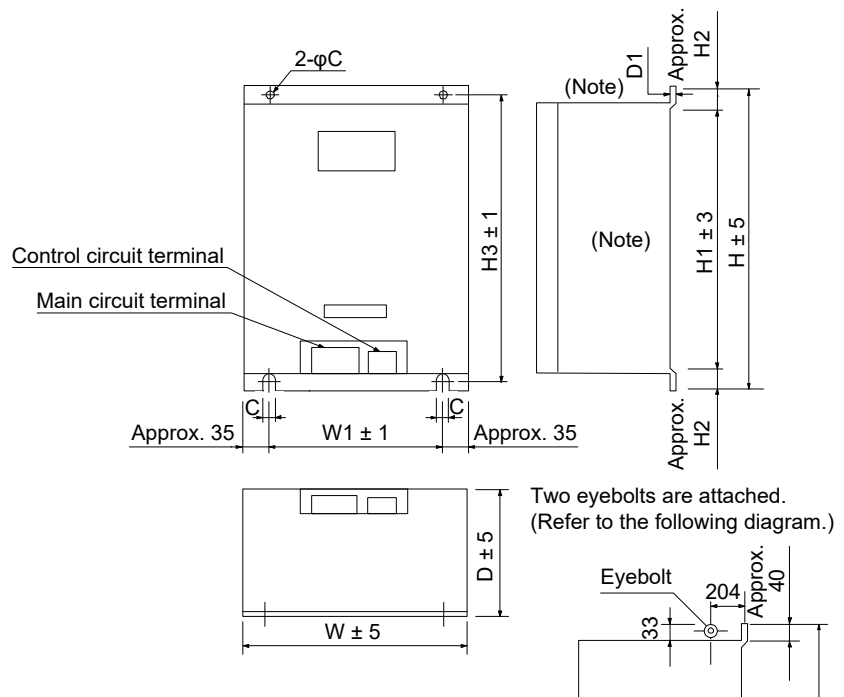 2-φC
D1
Approx.
H2
(Note)
(Note)
H3 ± 1
H1 ± 3
H ± 5
Control circuit terminal
Main circuit terminal
C
C
Approx. 35
W1 ± 1
Approx. 35
Approx.
H2
D ± 5
W ± 5
Two eyebolts are attached.
(Refer to the following diagram.)
Eyebolt
204
Approx.
40
33